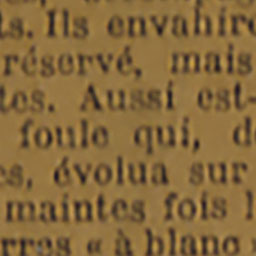 ts. Ils envahire
réservé, mais
tes. Aussi est-
foule qui, d
es, évolua sur
maintes fois l
rres « à blanc »